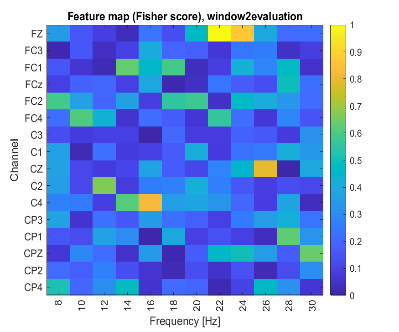 Feature map (Fisher score), window2evaluation
Channel
FZ
FC3
FC1
FCz
FC2
FC4
C3
C1
CZ
C2
C4
CP3
CP1
CPZ
CP2
CP4
8 10 12 14 16 18 20 22 24 26 28 30
Frequency [Hz]
1
0.9
0.8
0.7
0.6
0.5
0.4
0.3
0.2
0.1
0